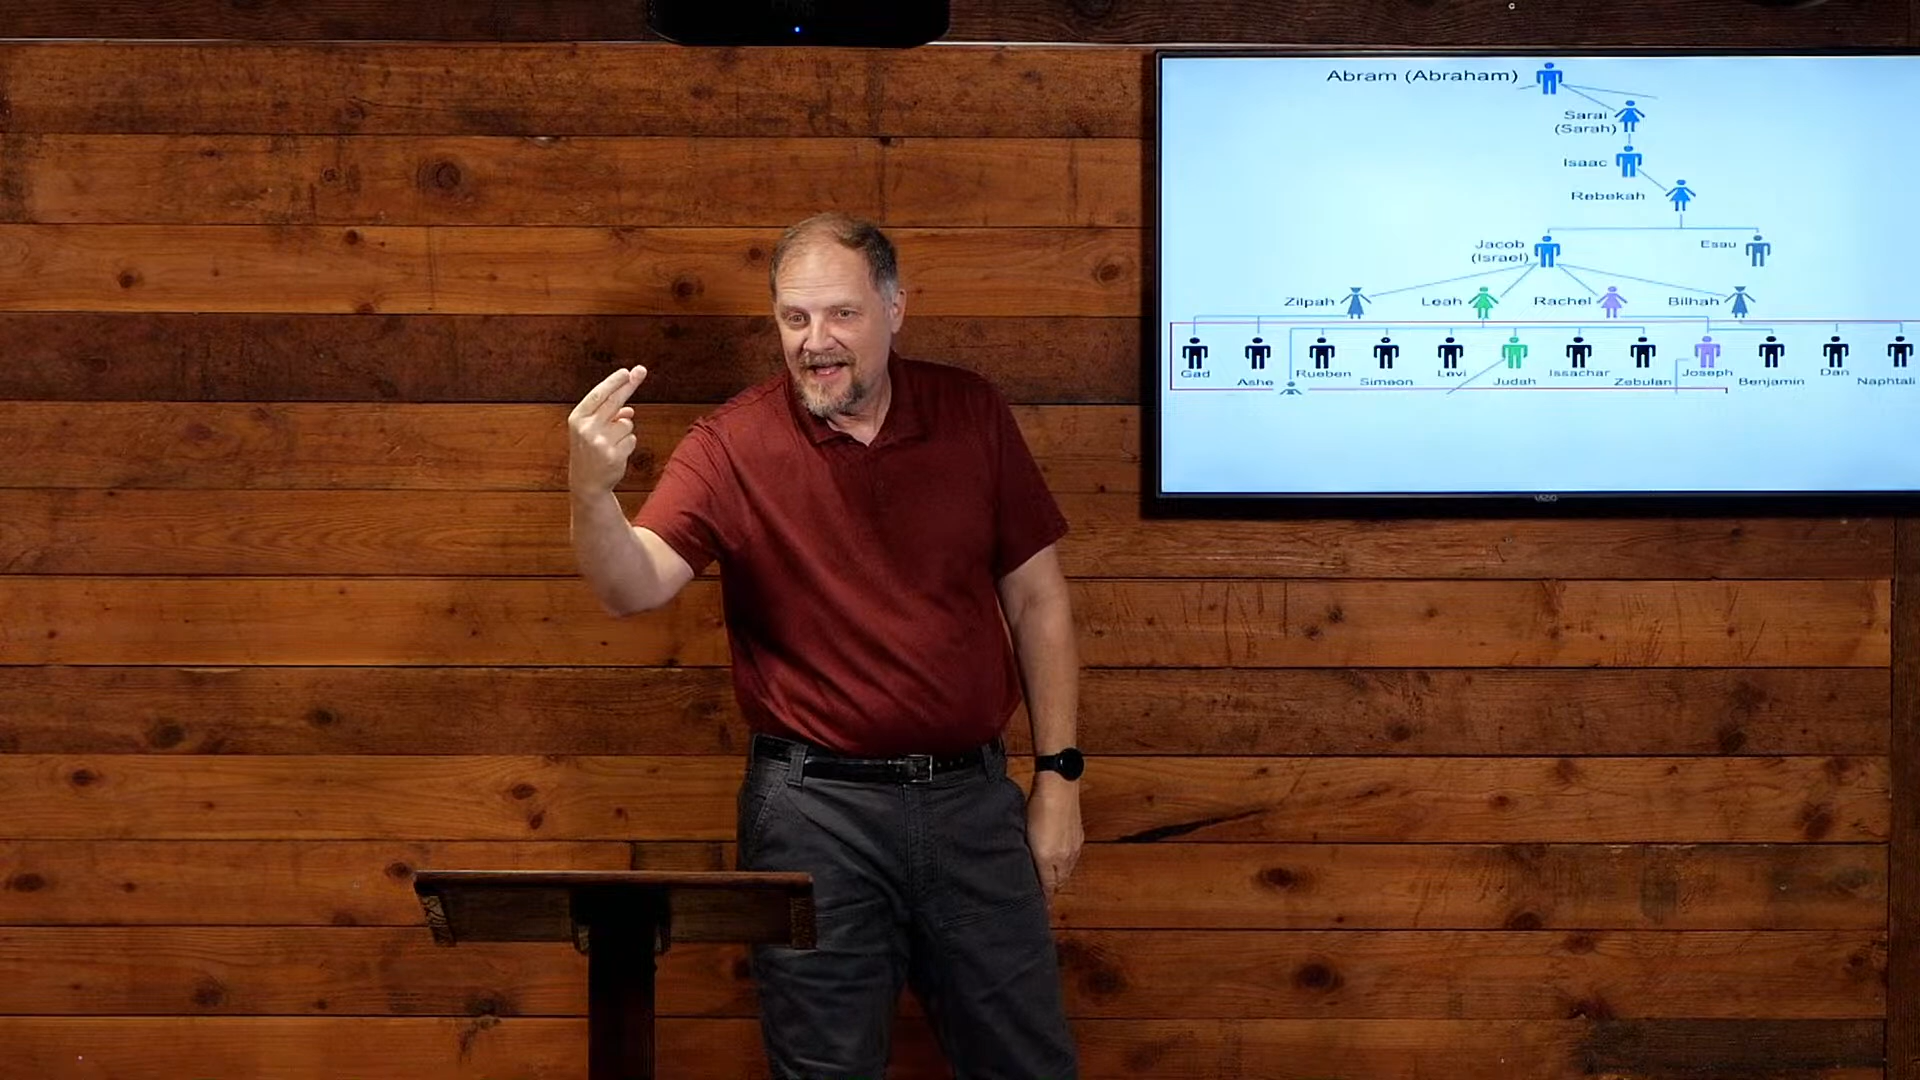 Abram (Abraham)
Sarai
(Sarah)
Isaac
Rebekah
Jacob
(Israel)
Esau
Zilpah
Leah
Rachel
Bilhah
Gad
Ashe
Rueben
Simeon
Levi
Judah
Issachar
Zebulan
Joseph
Benjamin
Dan
Naphtali
VIZIO